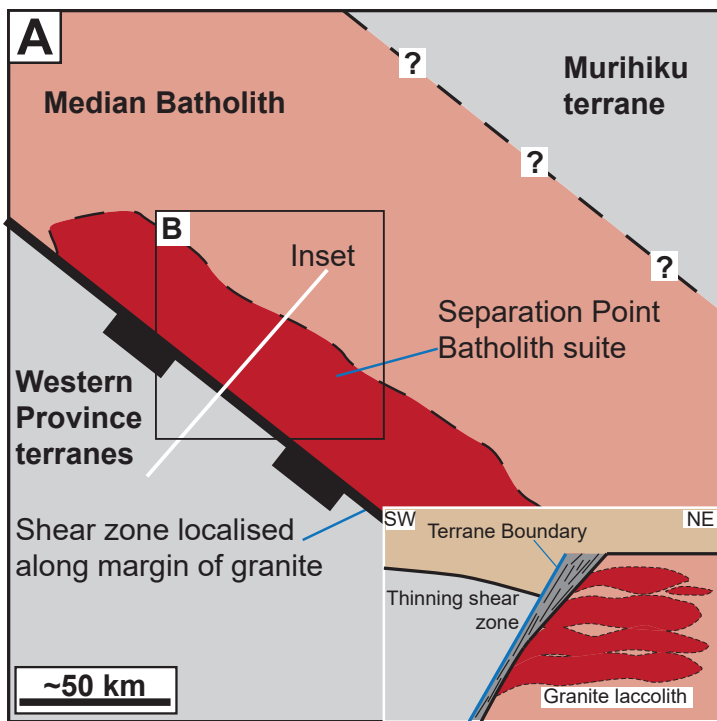 A
Median Batholith
?
Murihiku
terrane
?
?
B
Inset
Separation Point
Batholith suite
Western
Province
terranes
Shear zone localised
along margin of granite
~50 km
SW
NE
Terrane Boundary
Thinning shear
zone
Granite laccolith